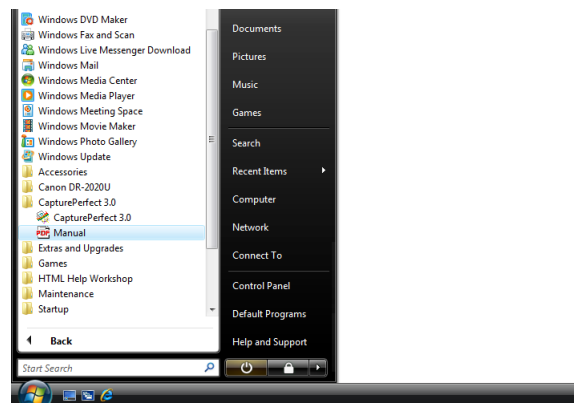 Windows DVD Maker
Windows Fax and Scan
Windows Live Messenger Download
Windows Mail
Windows Media Center
Windows Media Player
Windows Meeting Space
Windows Movie Maker
Windows Photo Gallery
Windows Update
Accessories
Canon DR-2020U
CapturePerfect 3.0
CapturePerfect 3.0
PDF Manual
Extras and Upgrades
Games
HTML Help Workshop
Maintenance
Startup
Back
Start Search
Documents
Pictures
Music
Games
Search
Recent Items
Computer
Network
Connect To
Control Panel
Default Programs
Help and Support